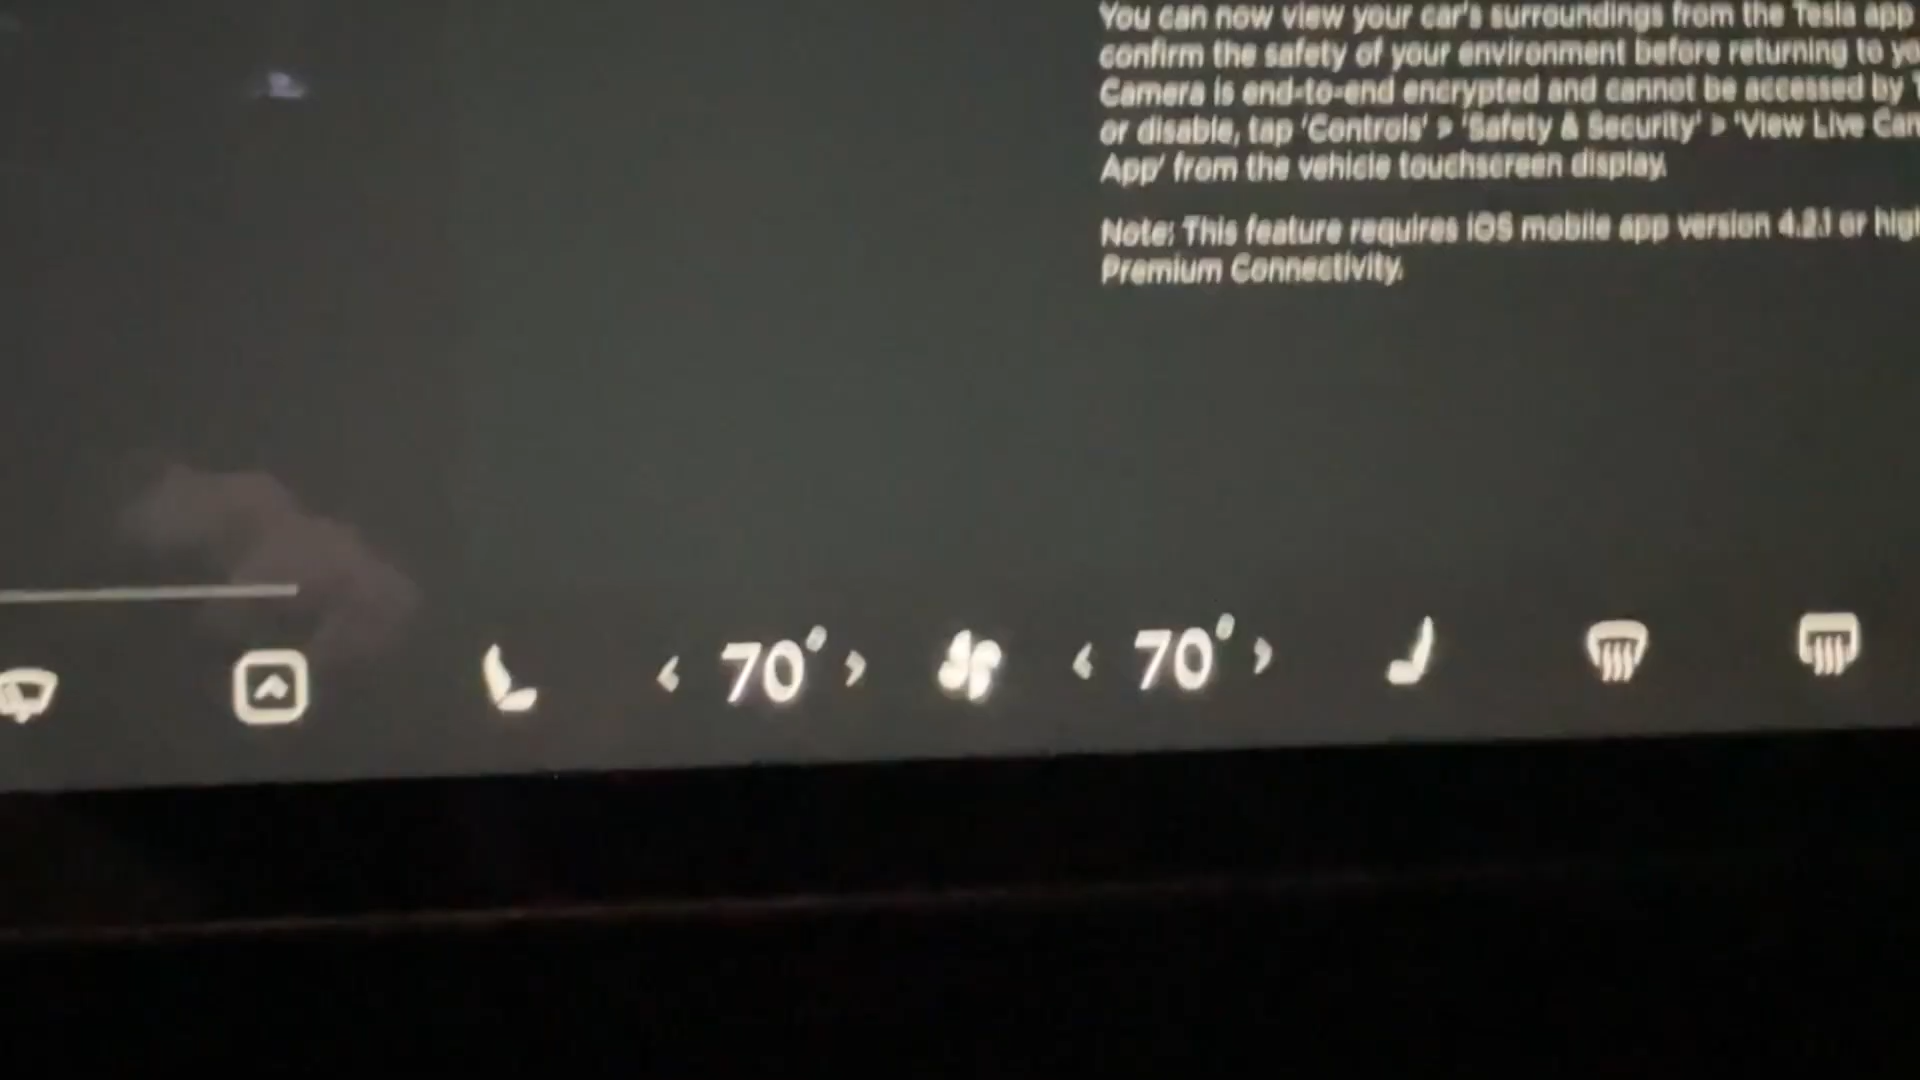 You can now view your car's surroundings from the Tesla app
confirm the safety of your environment before returning to
Camera is end-to-end encrypted and cannot be accessed by
or disable, tap 'Controls' > 'Safety & Security' > 'View Live
App' from the vehicle touchscreen display.
Note: This feature requires iOS mobile app version 4.2.1 or
Premium Connectivity.
< 70° > < 70° >